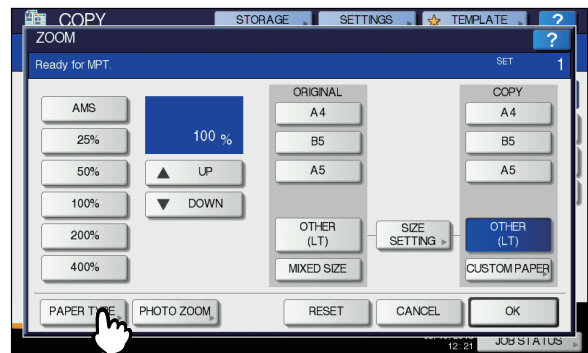 COPY
STORAGE
SETTINGS
TEMPLATE
?
ZOOM
?
Ready for MPT.
SET
1
AMS
25%
50%
100%
200%
400%
100 %
UP
DOWN
ORIGINAL
A4
B5
A5
OTHER
(LT)
MIXED SIZE
SIZE
SETTING
COPY
A4
B5
A5
OTHER
(LT)
CUSTOM PAPER
PAPER TYPE
PHOTO ZOOM
RESET
CANCEL
OK
12:21
JOB STATUS